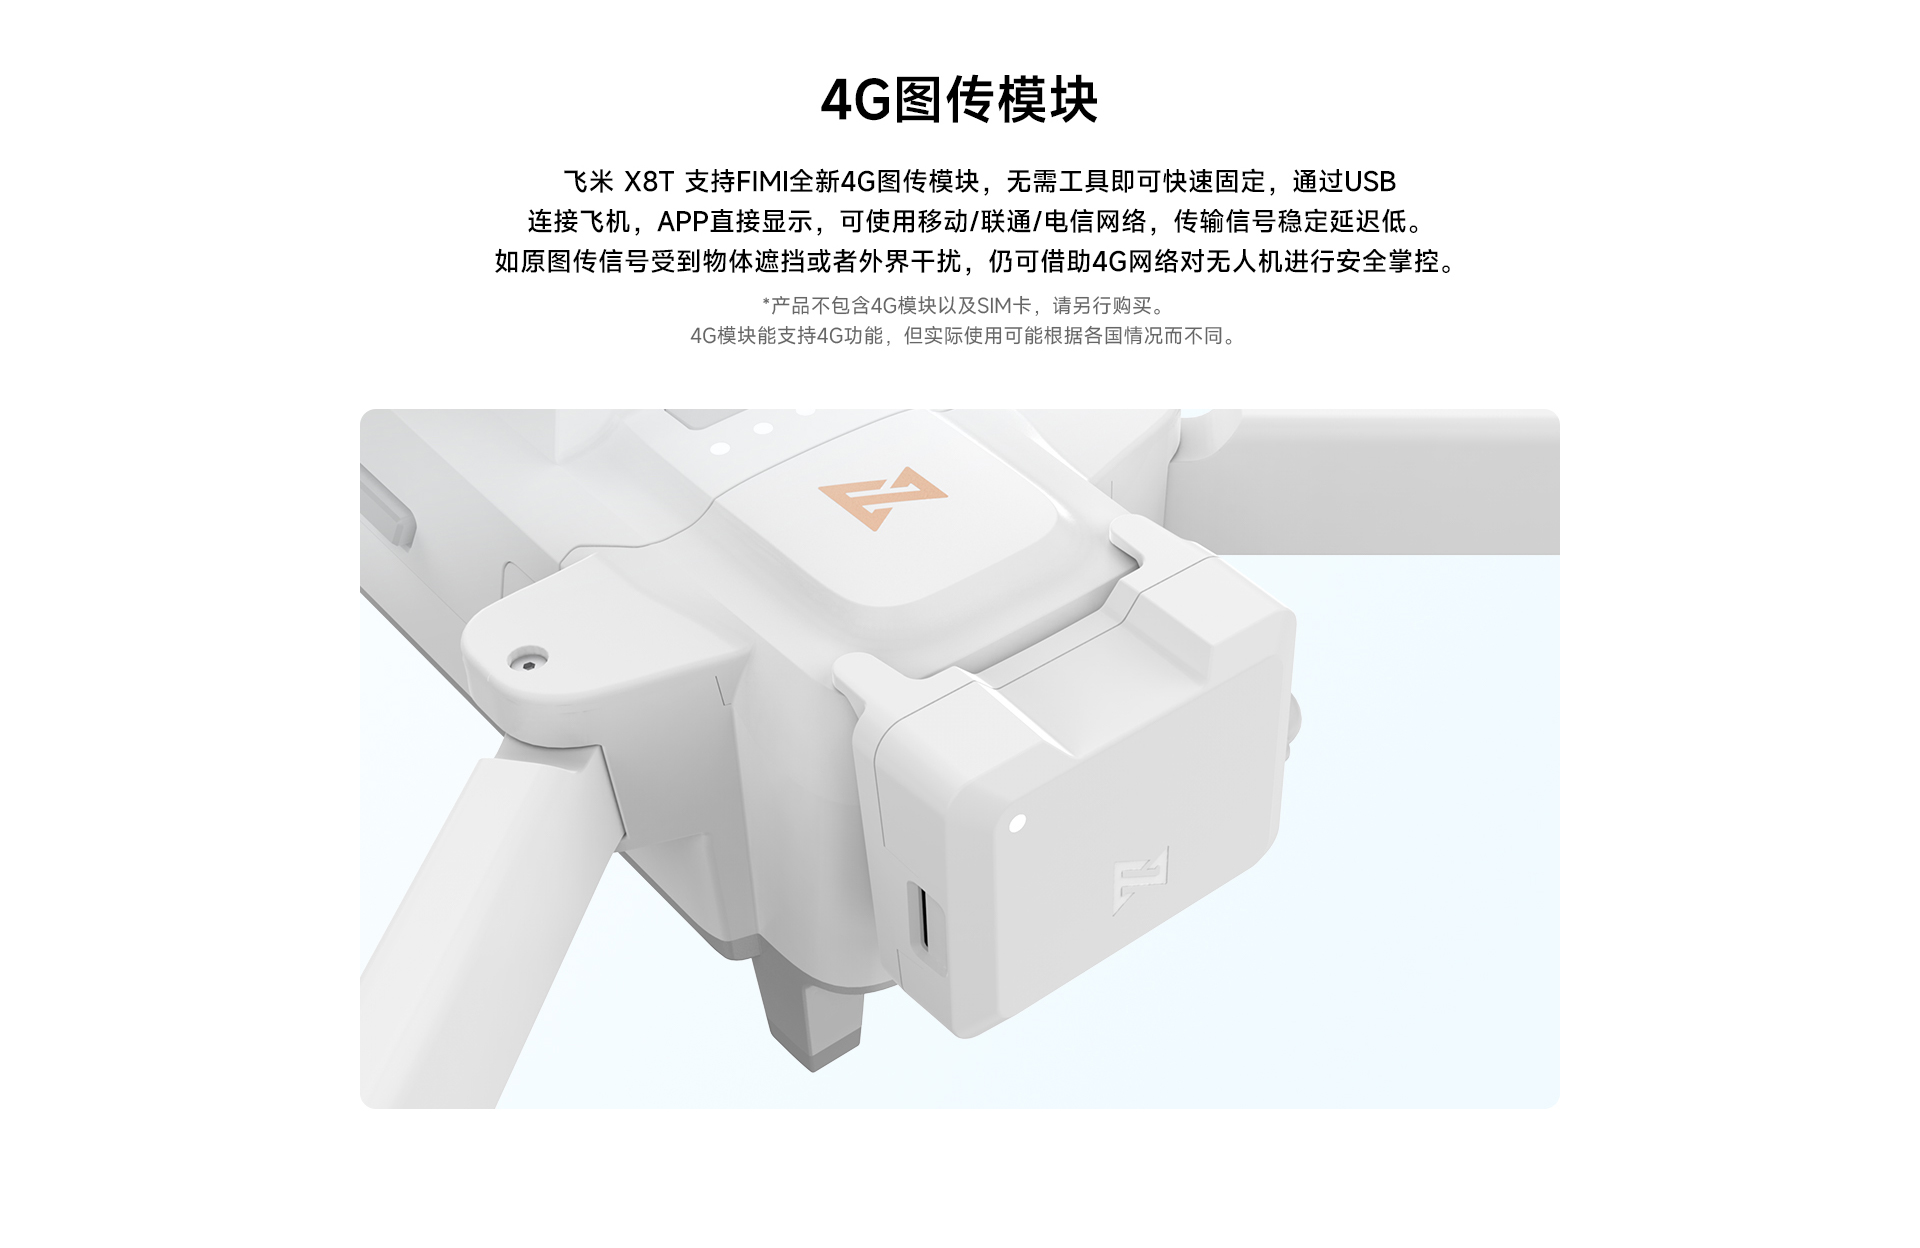 4G图传模块
飞米 X8T 支持FIMI全新4G图传模块，无需工具即可快速固定，通过USB
连接飞机，APP直接显示，可使用移动/联通/电信网络，传输信号稳定延迟低。
如原图传信号受到物体遮挡或者外界干扰，仍可借助4G网络对无人机进行安全掌控。
*产品不包含4G模块以及SIM卡，请另行购买。
4G模块能支持4G功能，但实际使用可能根据各国情况而不同。